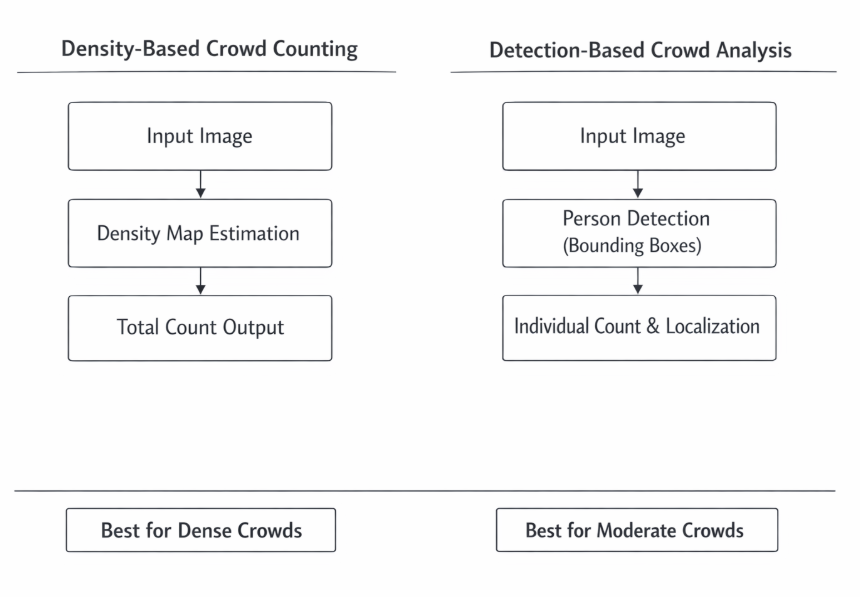 Density-Based Crowd Counting
Input Image
Density Map Estimation
Total Count Output
Best for Dense Crowds
Detection-Based Crowd Analysis
Input Image
Person Detection
(Bounding Boxes)
Individual Count & Localization
Best for Moderate Crowds